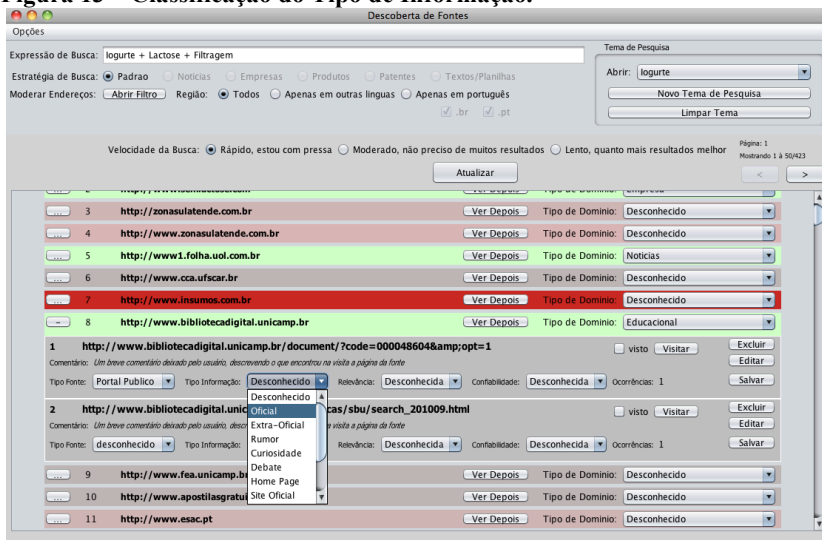 Figura 15 – Classificação do Tipo de Informação.
Descoberta de Fontes
Opções
Expressão de Busca: Iogurte + Lactose + Filtragem
Estratégia de Busca: Padrao Noticias Empresas Produtos Patentes Textos/Planilhas
Moderar Endereços: Abrir Filtro Região: Todos Apenas em outras linguas Apenas em português
.br .pt
Tema de Pesquisa
Abrir: Iogurte
Novo Tema de Pesquisa
Limpar Tema
Velocidade da Busca: Rápido, estou com pressa Moderado, não preciso de muitos resultados Lento, quanto mais resultados melhor
Página: 1
Mostrando 1 à 50/423
Atualizar < >
... 3 http://zonasulatende.com.br Ver Depois Tipo de Dominio: Desconhecido
... 4 http://www.zonasulatende.com.br Ver Depois Tipo de Dominio: Desconhecido
... 5 http://www1.folha.uol.com.br Ver Depois Tipo de Dominio: Noticias
... 6 http://www.cca.ufscar.br Ver Depois Tipo de Dominio: Desconhecido
... 7 http://www.insumos.com.br Ver Depois Tipo de Dominio: Desconhecido
- 8 http://www.bibliotecadigital.unicamp.br Ver Depois Tipo de Dominio: Educacional
1 http://www.bibliotecadigital.unicamp.br/document/?code=000048604&amp;opt=1 visto Visitar Excluir
Comentário: Um breve comentário deixado pelo usuário, descrevendo o que encontrou na visita a página da fonte Editar
Tipo Fonte: Portal Publico Tipo Informação: Desconhecido Relevância: Desconhecida Confiabilidade: Desconhecida Ocorrências: 1 Salvar
Desconhecido
Oficial
Extra-Oficial
Rumor
Curiosidade
Debate
Home Page
Site Oficial
2 http://www.bibliotecadigital.unic cas/sbu/search_201009.html visto Visitar Excluir
Comentário: Um breve comentário deixado pelo usuário, desc na visita a página da fonte Editar
Tipo Fonte: desconhecido Tipo Informação: Relevância: Desconhecida Confiabilidade: Desconhecida Ocorrências: 1 Salvar
... 9 http://www.fea.unicamp.b Ver Depois Tipo de Dominio: Desconhecido
... 10 http://www.apostilasgratui Ver Depois Tipo de Dominio: Desconhecido
... 11 http://www.esac.pt Ver Depois Tipo de Dominio: Desconhecido